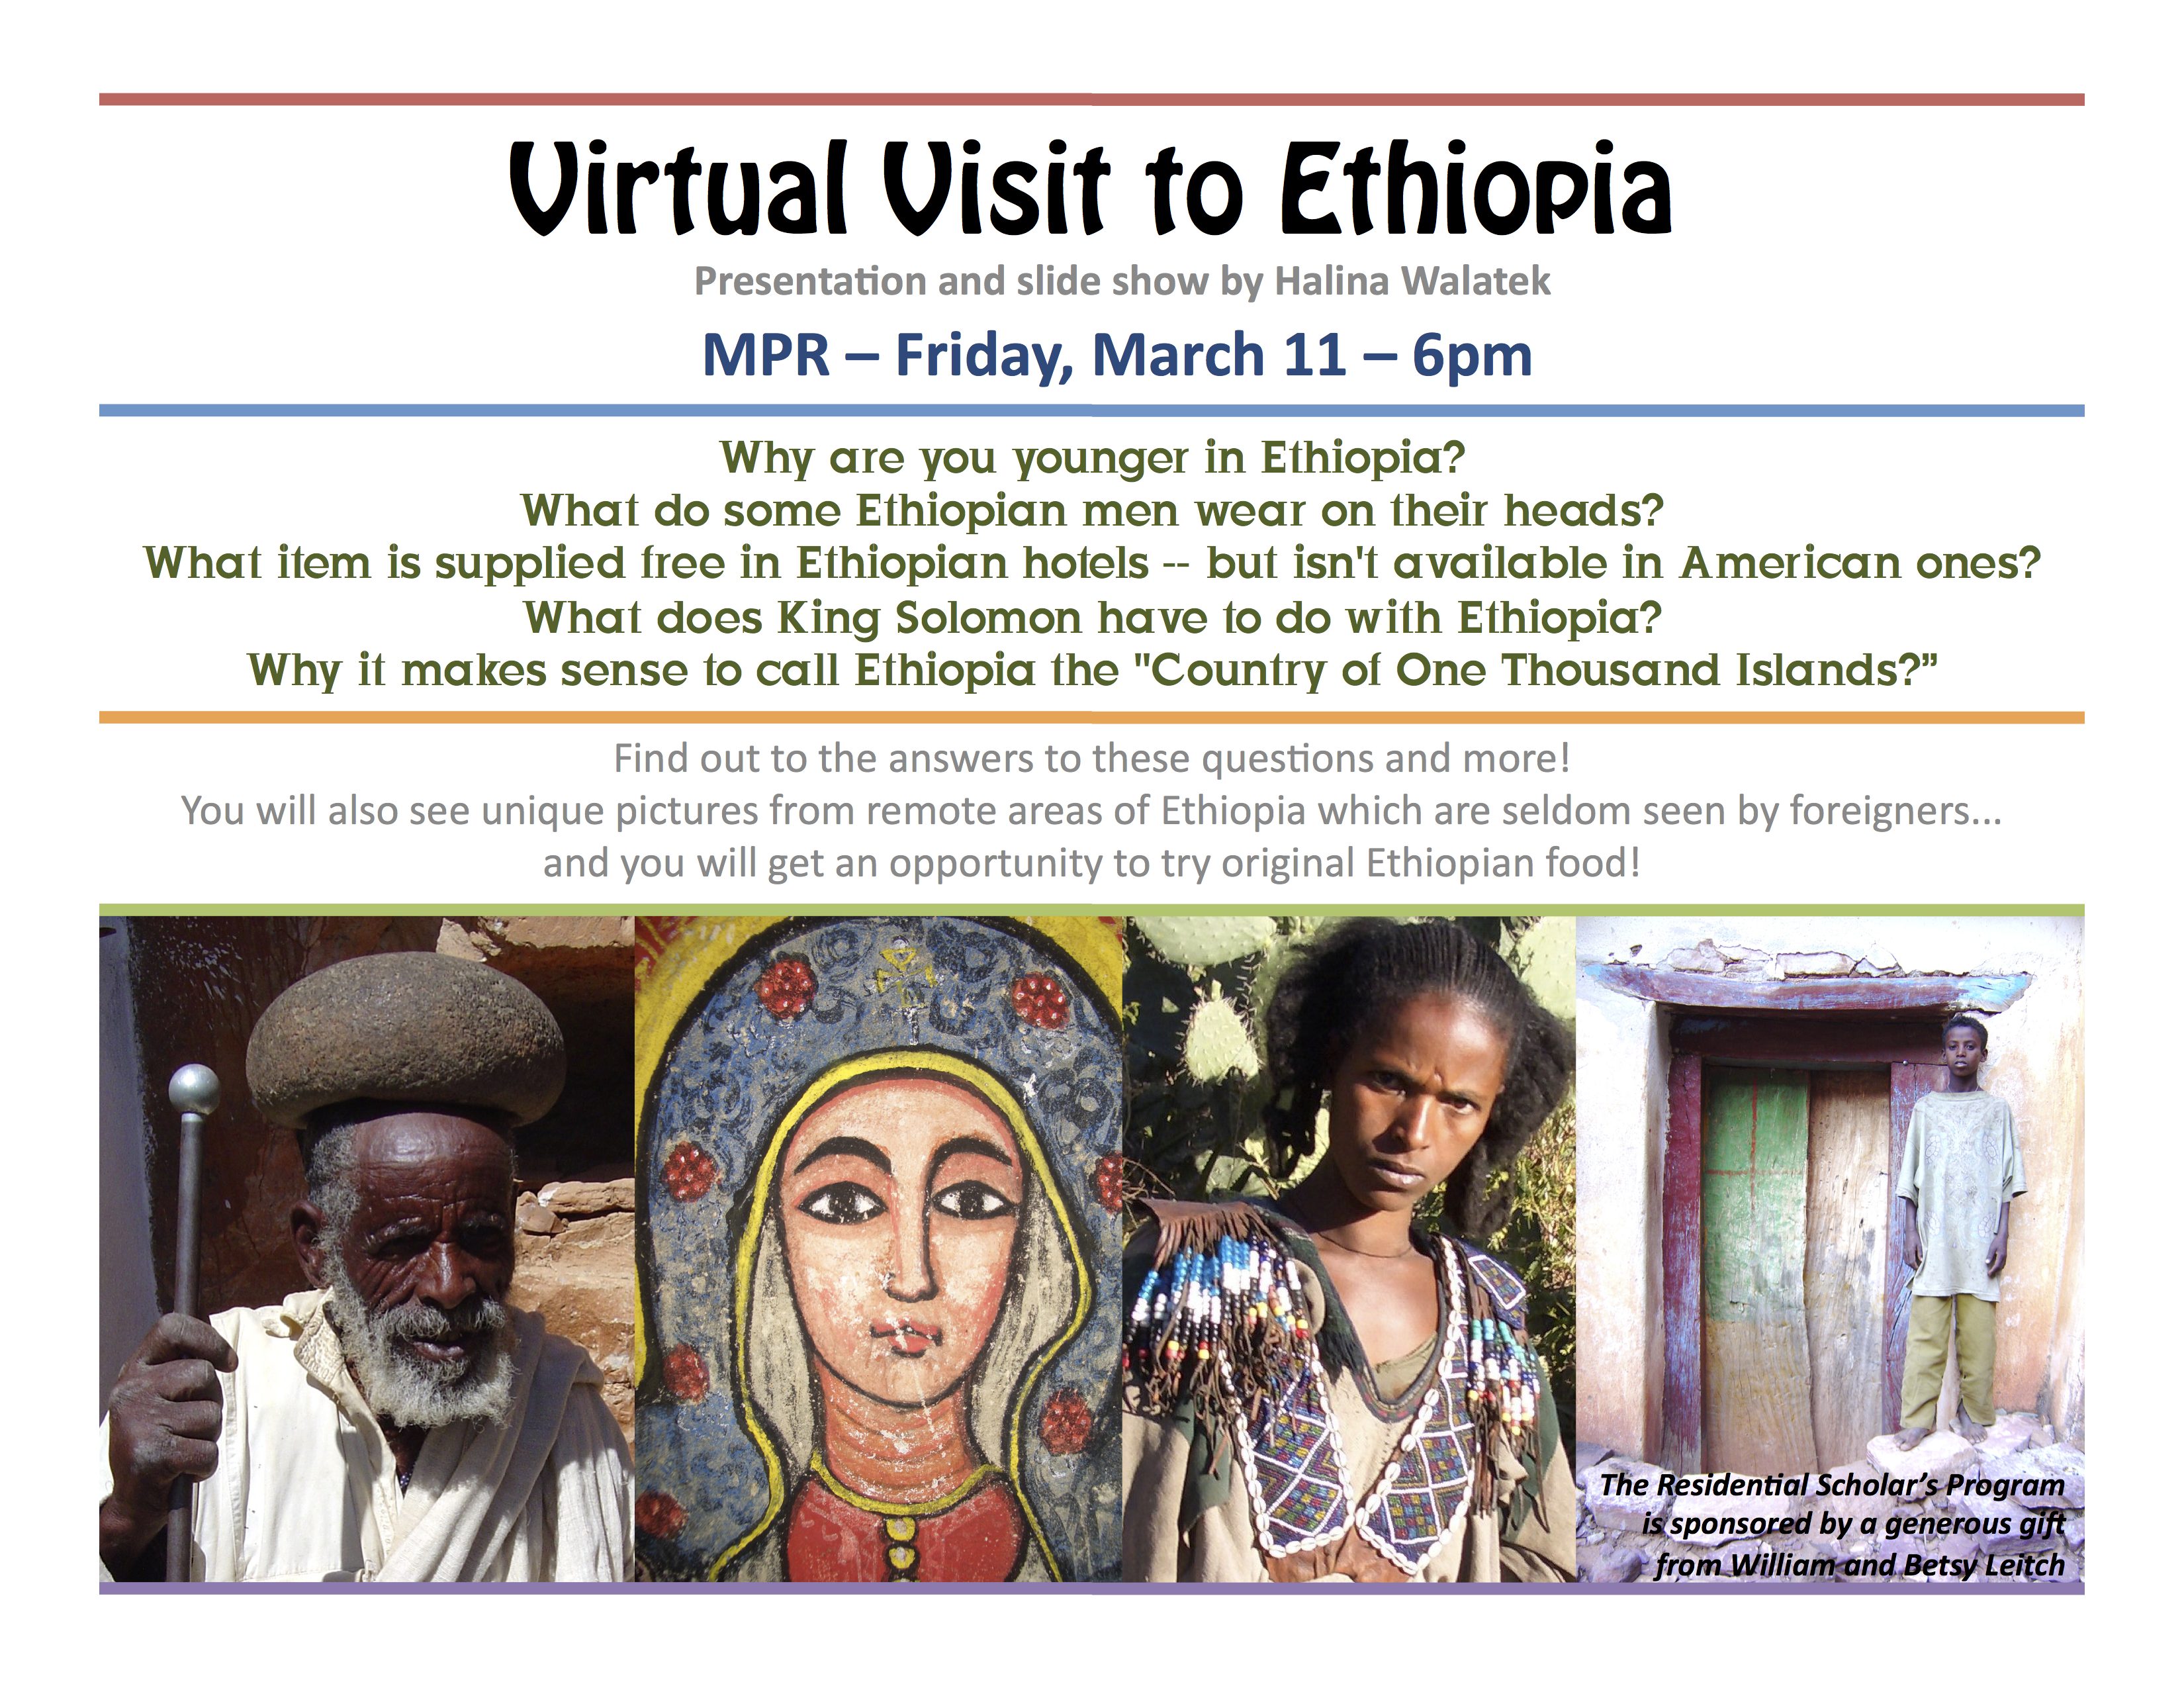 Virtual Visit to Ethiopia
Presentation and slide show by Halina Walatek
MPR – Friday, March 11 – 6pm
Why are you younger in Ethiopia?
What do some Ethiopian men wear on their heads?
What item is supplied free in Ethiopian hotels -- but isn't available in American ones?
What does King Solomon have to do with Ethiopia?
Why it makes sense to call Ethiopia the "Country of One Thousand Islands?”
Find out to the answers to these questions and more!
You will also see unique pictures from remote areas of Ethiopia which are seldom seen by foreigners...
and you will get an opportunity to try original Ethiopian food!
The Residential Scholar’s Program
is sponsored by a generous gift
from William and Betsy Leitch